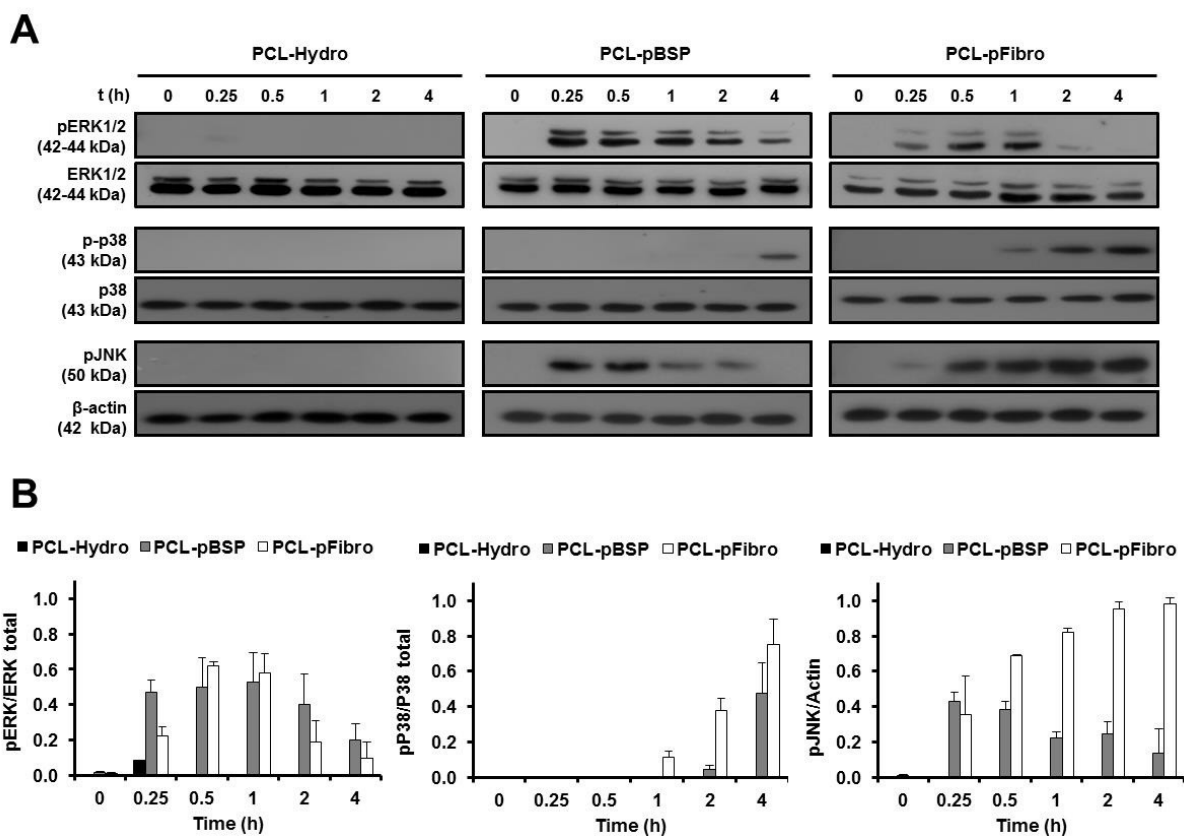 A
PCL-Hydro PCL-pBSP PCL-pFibro
t (h) 0 0.25 0.5 1 2 4 0 0.25 0.5 1 2 4 0 0.25 0.5 1 2 4
pERK1/2
(42-44 kDa)
ERK1/2
(42-44 kDa)
p-p38
(43 kDa)
p38
(43 kDa)
pJNK
(50 kDa)
β-actin
(42 kDa)
B
PCL-Hydro PCL-pBSP PCL-pFibro
pERK/ERK total
1.0
0.8
0.6
0.4
0.2
0.0
0 0.25 0.5 1 2 4
Time (h)
PCL-Hydro PCL-pBSP PCL-pFibro
pP38/P38 total
1.0
0.8
0.6
0.4
0.2
0.0
0 0.25 0.5 1 2 4
Time (h)
PCL-Hydro PCL-pBSP PCL-pFibro
pJNK/Actin
1.0
0.8
0.6
0.4
0.2
0.0
0 0.25 0.5 1 2 4
Time (h)